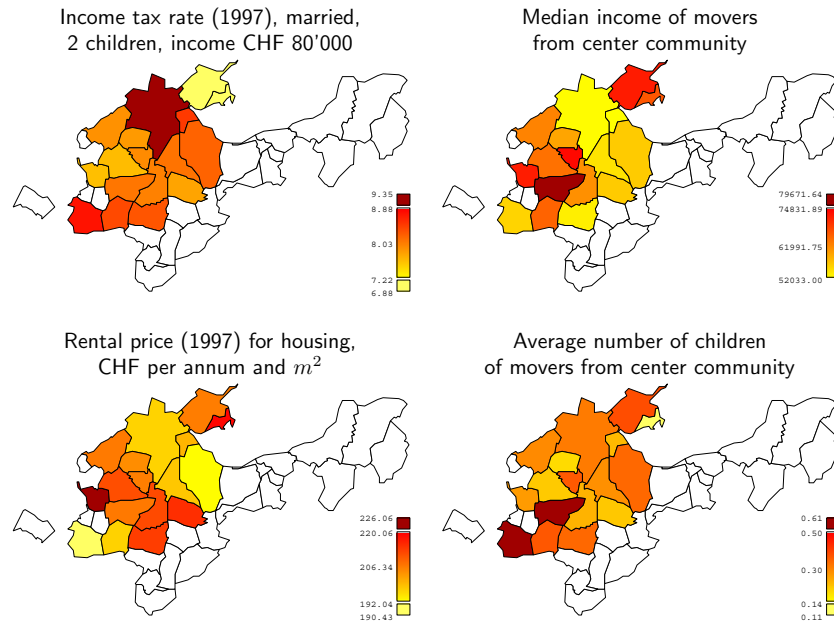 Income tax rate (1997), married,
2 children, income CHF 80'000
9.35
8.88
8.03
7.22
6.88
Median income of movers
from center community
79671.64
74831.89
61991.75
52033.00
Rental price (1997) for housing,
CHF per annum and m²
226.06
220.06
206.34
192.04
190.43
Average number of children
of movers from center community
0.61
0.50
0.30
0.14
0.11